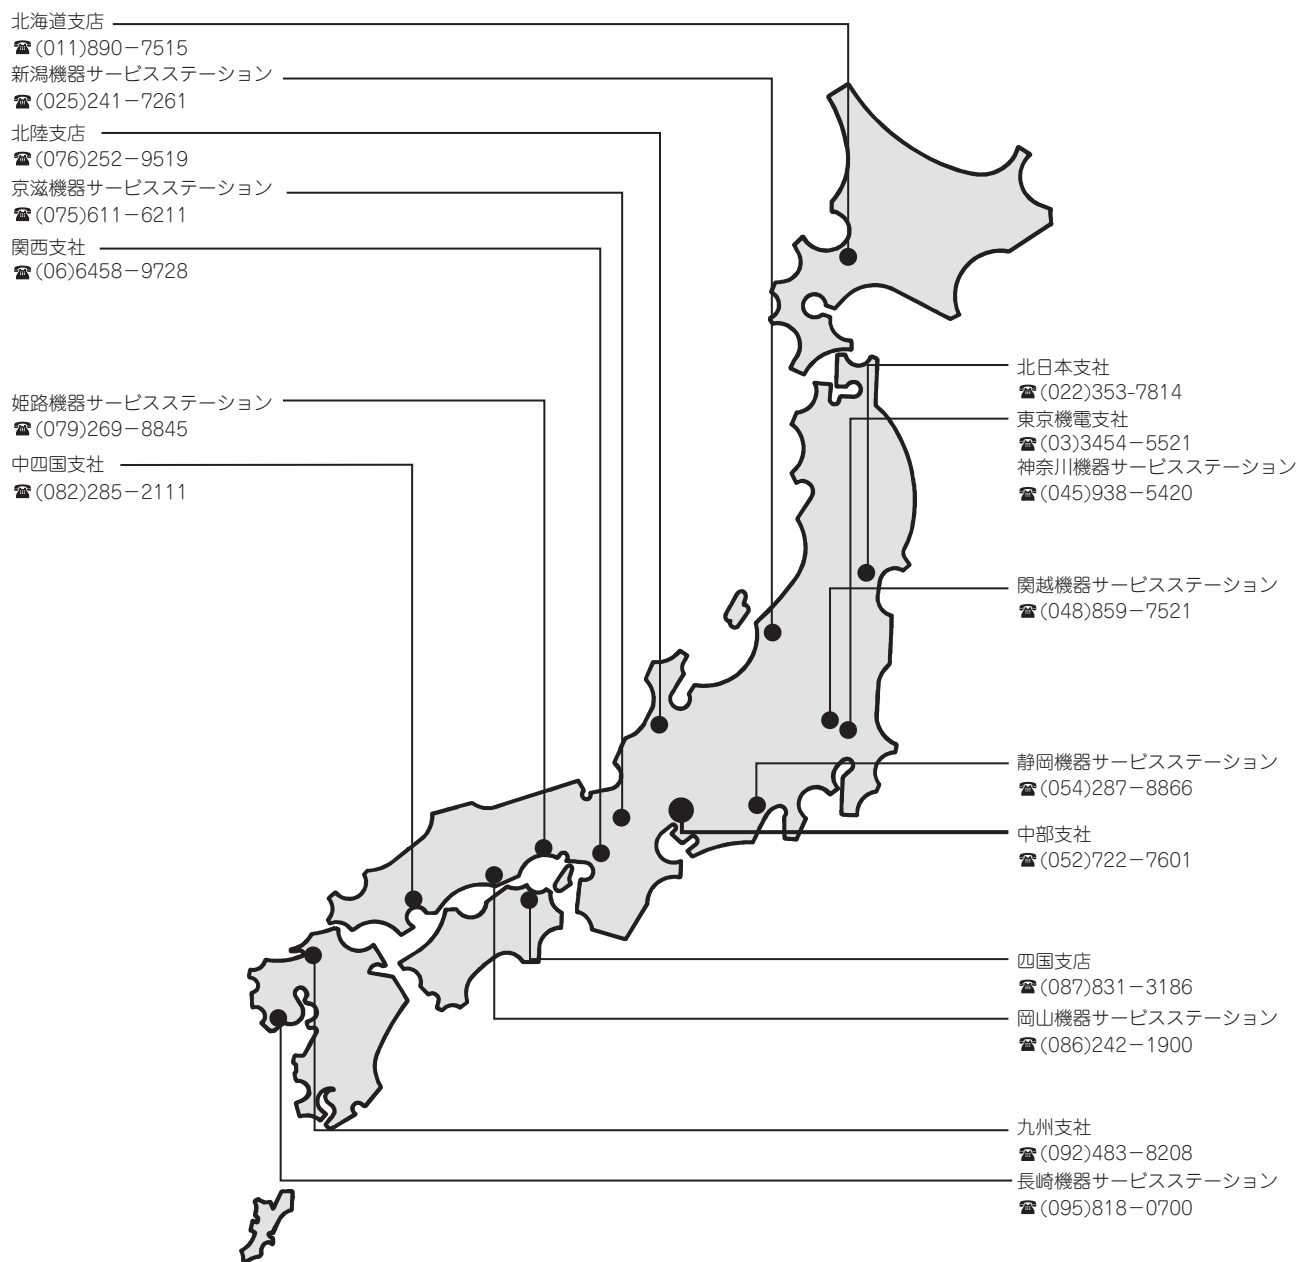 北海道支店
☎(011)890－7515
新潟機器サービスステーション
☎(025)241－7261
北陸支店
☎(076)252－9519
京滋機器サービスステーション
☎(075)611－6211
関西支社
☎(06)6458－9728
姫路機器サービスステーション
☎(079)269－8845
中四国支社
☎(082)285－2111
北日本支社
☎(022)353-7814
東京機電支社
☎(03)3454－5521
神奈川機器サービスステーション
☎(045)938－5420
関越機器サービスステーション
☎(048)859－7521
静岡機器サービスステーション
☎(054)287－8866
中部支社
☎(052)722－7601
四国支店
☎(087)831－3186
岡山機器サービスステーション
☎(086)242－1900
九州支社
☎(092)483－8208
長崎機器サービスステーション
☎(095)818－0700